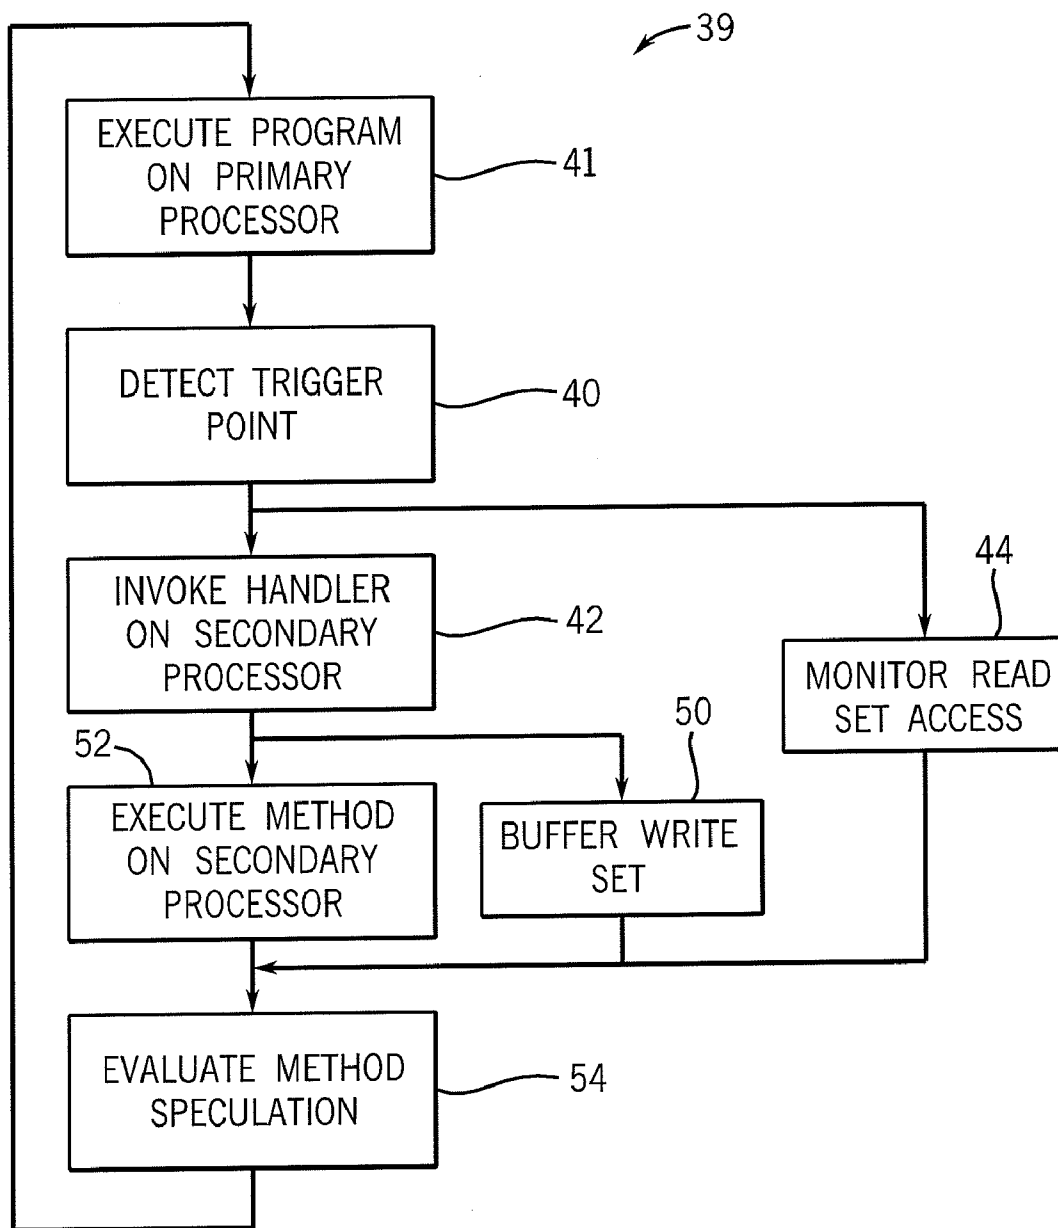 39
EXECUTE PROGRAM
ON PRIMARY
PROCESSOR
41
DETECT TRIGGER
POINT
40
INVOKE HANDLER
ON SECONDARY
PROCESSOR
42
44
MONITOR READ
SET ACCESS
52
EXECUTE METHOD
ON SECONDARY
PROCESSOR
50
BUFFER WRITE
SET
EVALUATE METHOD
SPECULATION
54